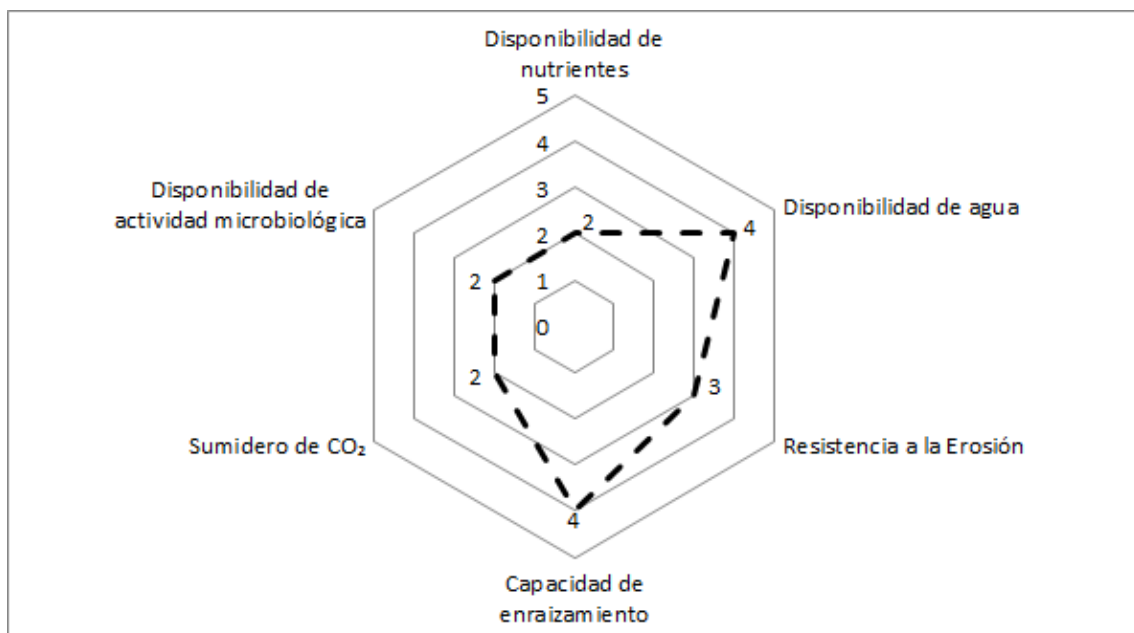 Disponibilidad de
nutrientes
5
4
3
2
1
0
2
4
3
4
2
2
Disponibilidad de agua
Resistencia a la Erosión
Capacidad de
enraizamiento
Sumidero de CO₂
Disponibilidad de
actividad microbiológica